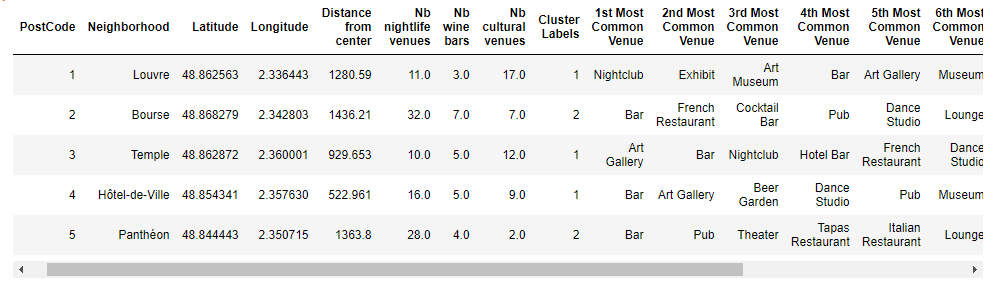 PostCode Neighborhood Latitude Longitude Distance from center Nb nightlife venues Nb wine bars Nb cultural venues Cluster Labels 1st Most Common Venue 2nd Most Common Venue 3rd Most Common Venue 4th Most Common Venue 5th Most Common Venue 6th Most Common Venue
1 Louvre 48.862563 2.336443 1280.59 11.0 3.0 17.0 1 Nightclub Exhibit Art Museum Bar Art Gallery Museum
2 Bourse 48.868279 2.342803 1436.21 32.0 7.0 7.0 2 Bar French Restaurant Cocktail Bar Pub Dance Studio Lounge
3 Temple 48.862872 2.360001 929.653 10.0 5.0 12.0 1 Art Gallery Bar Nightclub Hotel Bar French Restaurant Dance Studio
4 Hôtel-de-Ville 48.854341 2.357630 522.961 16.0 5.0 9.0 1 Bar Art Gallery Beer Garden Dance Studio Pub Museum
5 Panthéon 48.844443 2.350715 1363.8 28.0 4.0 2.0 2 Bar Pub Theater Tapas Restaurant Italian Restaurant Lounge